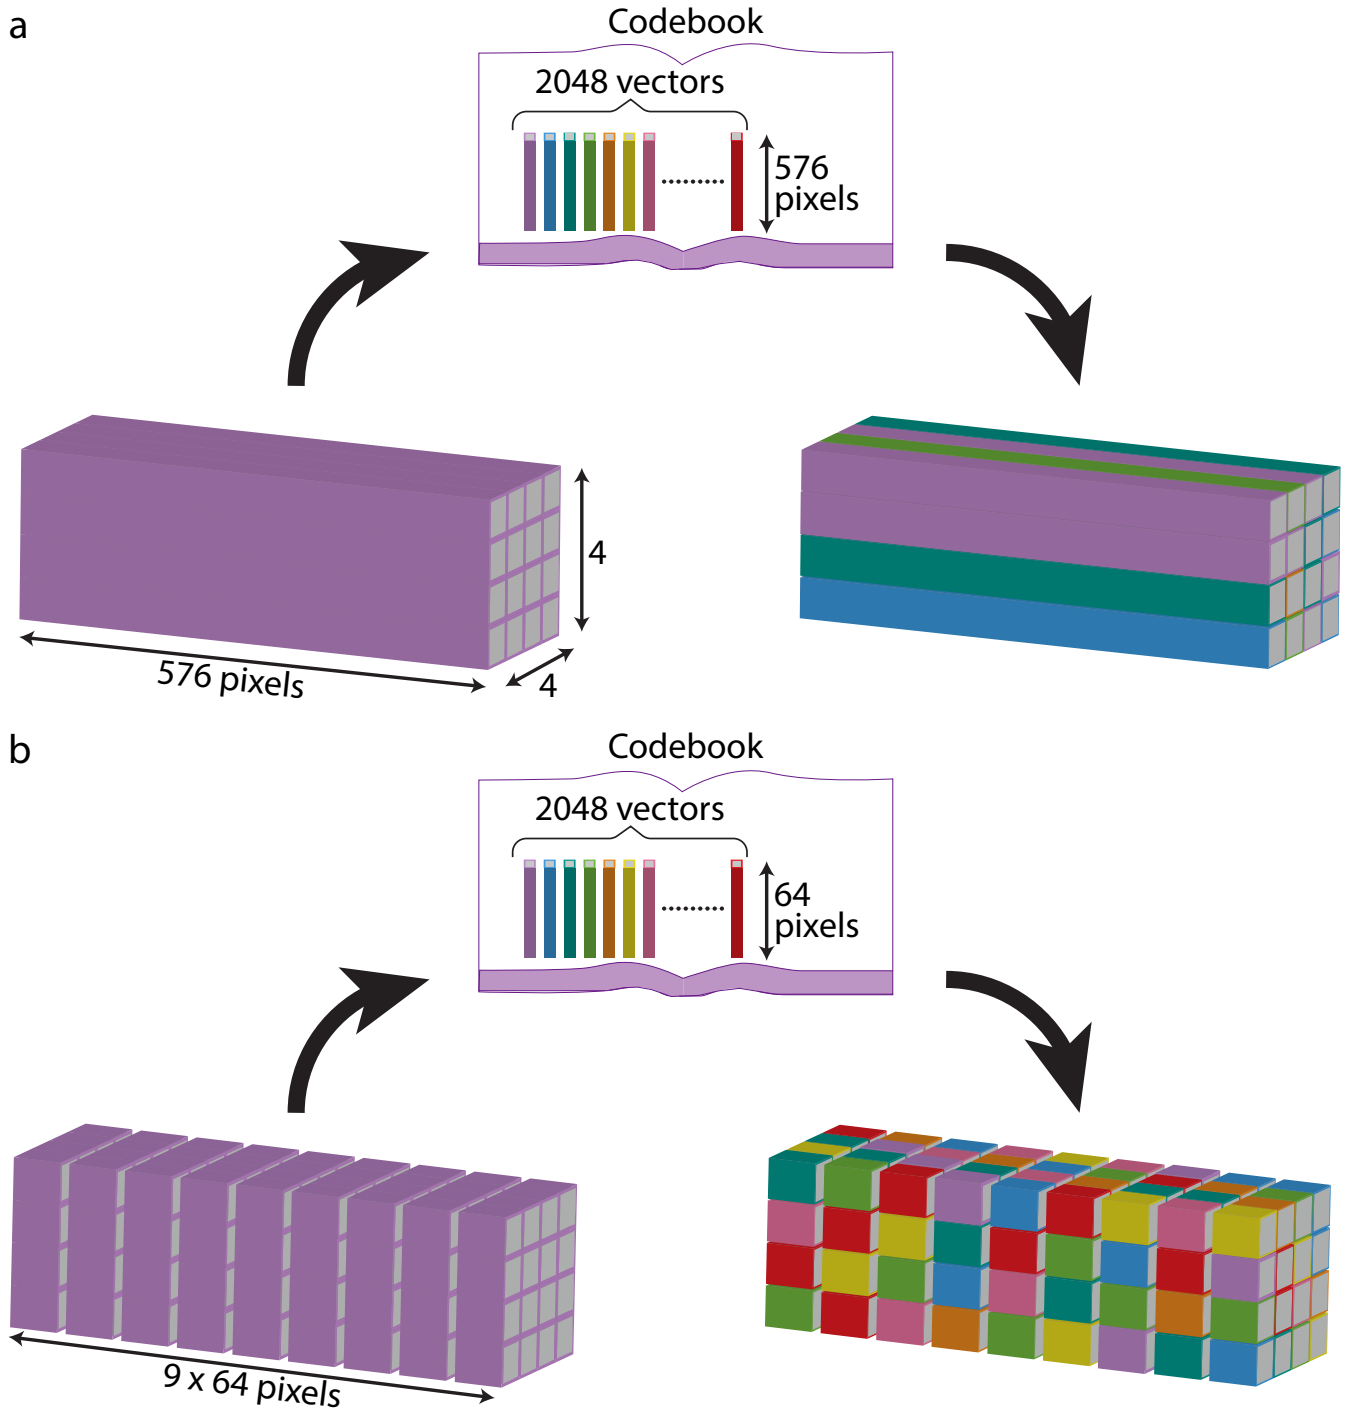 a
Codebook
2048 vectors
576
pixels
4
4
576 pixels
b
Codebook
2048 vectors
64
pixels
9 x 64 pixels